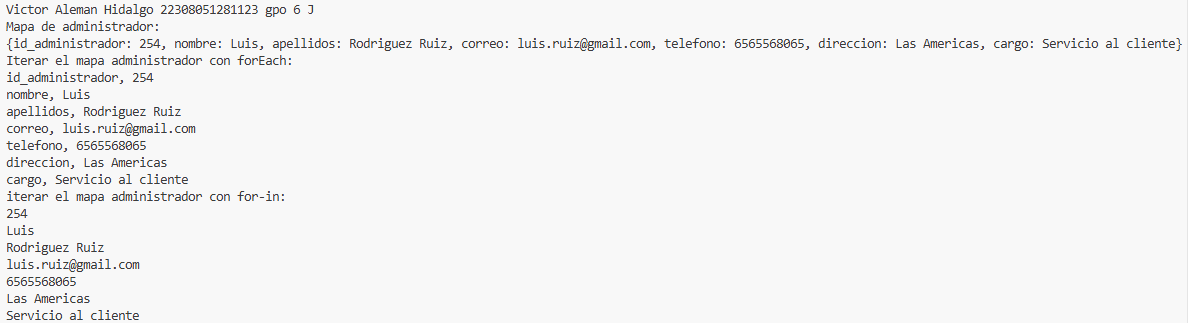 Victor Aleman Hidalgo 22308051281123 gpo 6 J
Mapa de administrador:
{id_administrador: 254, nombre: Luis, apellidos: Rodriguez Ruiz, correo: luis.ruiz@gmail.com, telefono: 6565568065, direccion: Las Americas, cargo: Servicio al cliente}
Iterar el mapa administrador con forEach:
id_administrador, 254
nombre, Luis
apellidos, Rodriguez Ruiz
correo, luis.ruiz@gmail.com
telefono, 6565568065
direccion, Las Americas
cargo, Servicio al cliente
iterar el mapa administrador con for-in:
254
Luis
Rodriguez Ruiz
luis.ruiz@gmail.com
6565568065
Las Americas
Servicio al cliente